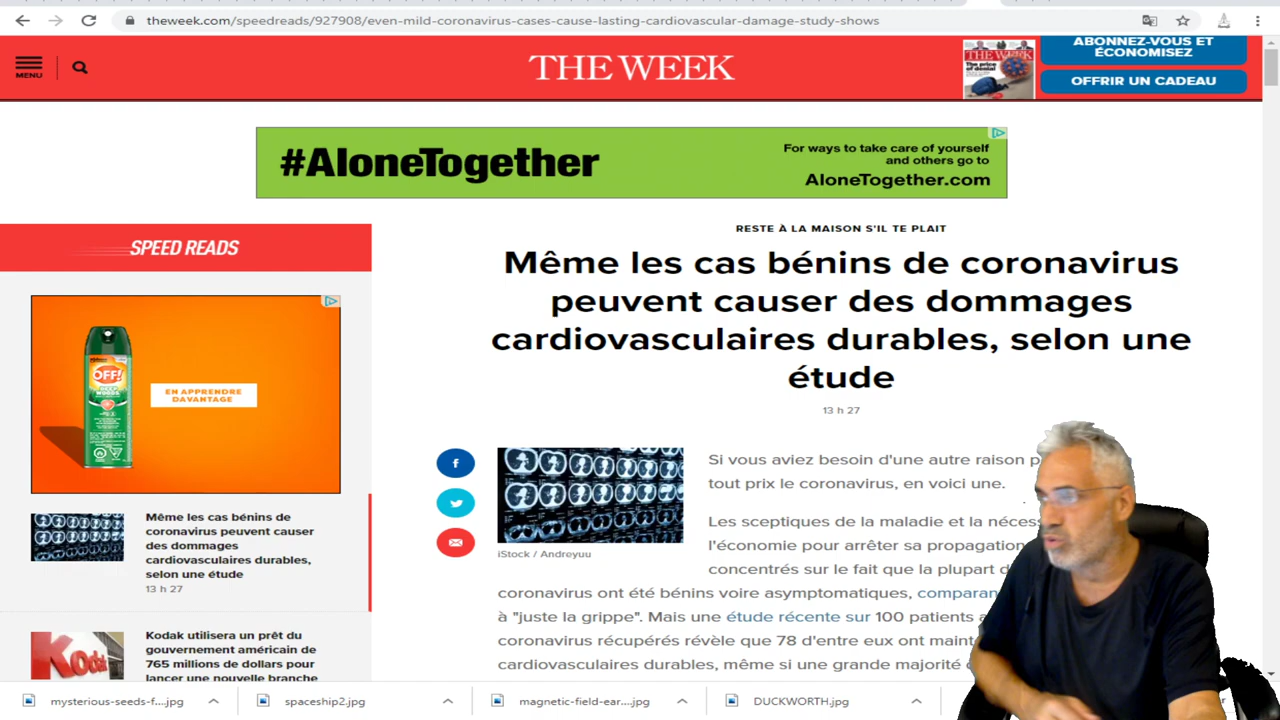 theweek.com/speedreads/927908/even-mild-coronavirus-cases-cause-lasting-cardiovascular-damage-study-shows
MENU
THE WEEK
THE WEEK
ABONNEZ-VOUS ET
ÉCONOMISEZ
OFFRIR UN CADEAU
#AloneTogether
For ways to take care of yourself
and others go to
AloneTogether.com
SPEED READS
OFF!
EN APPRENDRE
DAVANTAGE
Même les cas bénins de
coronavirus peuvent causer
des dommages
cardiovasculaires durables,
selon une étude
13 h 27
Kodak
Kodak utilisera un prêt du
gouvernement américain de
765 millions de dollars pour
lancer une nouvelle branche
RESTE À LA MAISON S'IL TE PLAIT
Même les cas bénins de coronavirus
peuvent causer des dommages
cardiovasculaires durables, selon une
étude
13 h 27
iStock / Andreyuu
Si vous aviez besoin d'une autre raison
tout prix le coronavirus, en voici une.
Les sceptiques de la maladie et la
l'économie pour arrêter sa propagation
concentrés sur le fait que la plupart
coronavirus ont été bénins voire asymptomatiques,
à "juste la grippe". Mais une étude récente sur 100 patients
coronavirus récupérés révèle que 78 d'entre eux ont
cardiovasculaires durables, même si une grande majorité
mysterious-seeds-f....jpg
spaceship2.jpg
magnetic-field-ear....jpg
DUCKWORTH.jpg